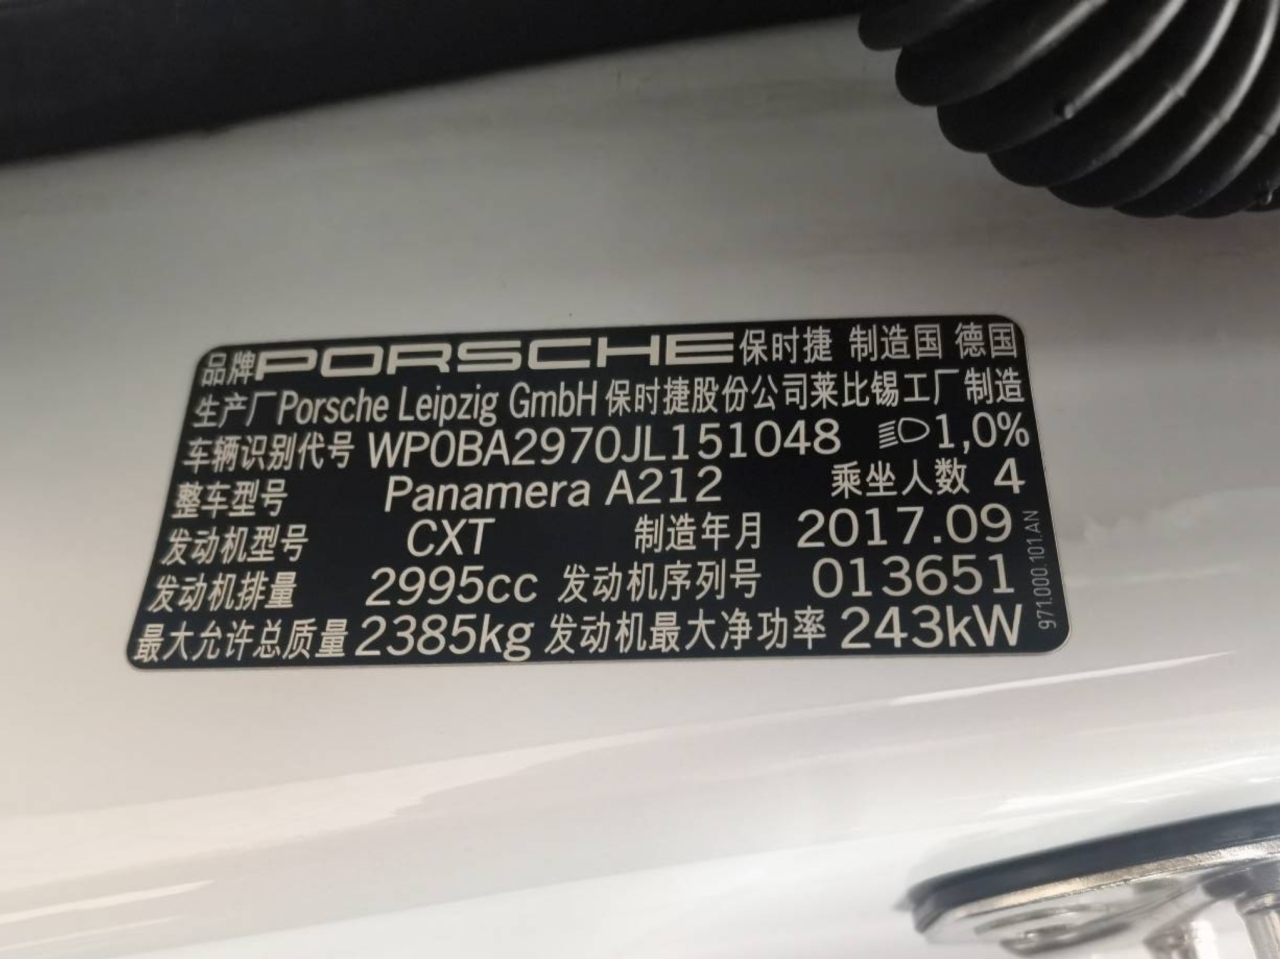 品牌PORSCHE保时捷 制造国 德国
生产厂Porsche Leipzig GmbH 保时捷股份公司莱比锡工厂制造
车辆识别代号 WP0BA2970JL151048 1,0%
整车型号 Panamera A212 乘坐人数 4
发动机型号 CXT 制造年月 2017.09
发动机排量 2995cc 发动机序列号 013651
最大允许总质量 2385kg 发动机最大净功率 243kW
971.000.101.AN